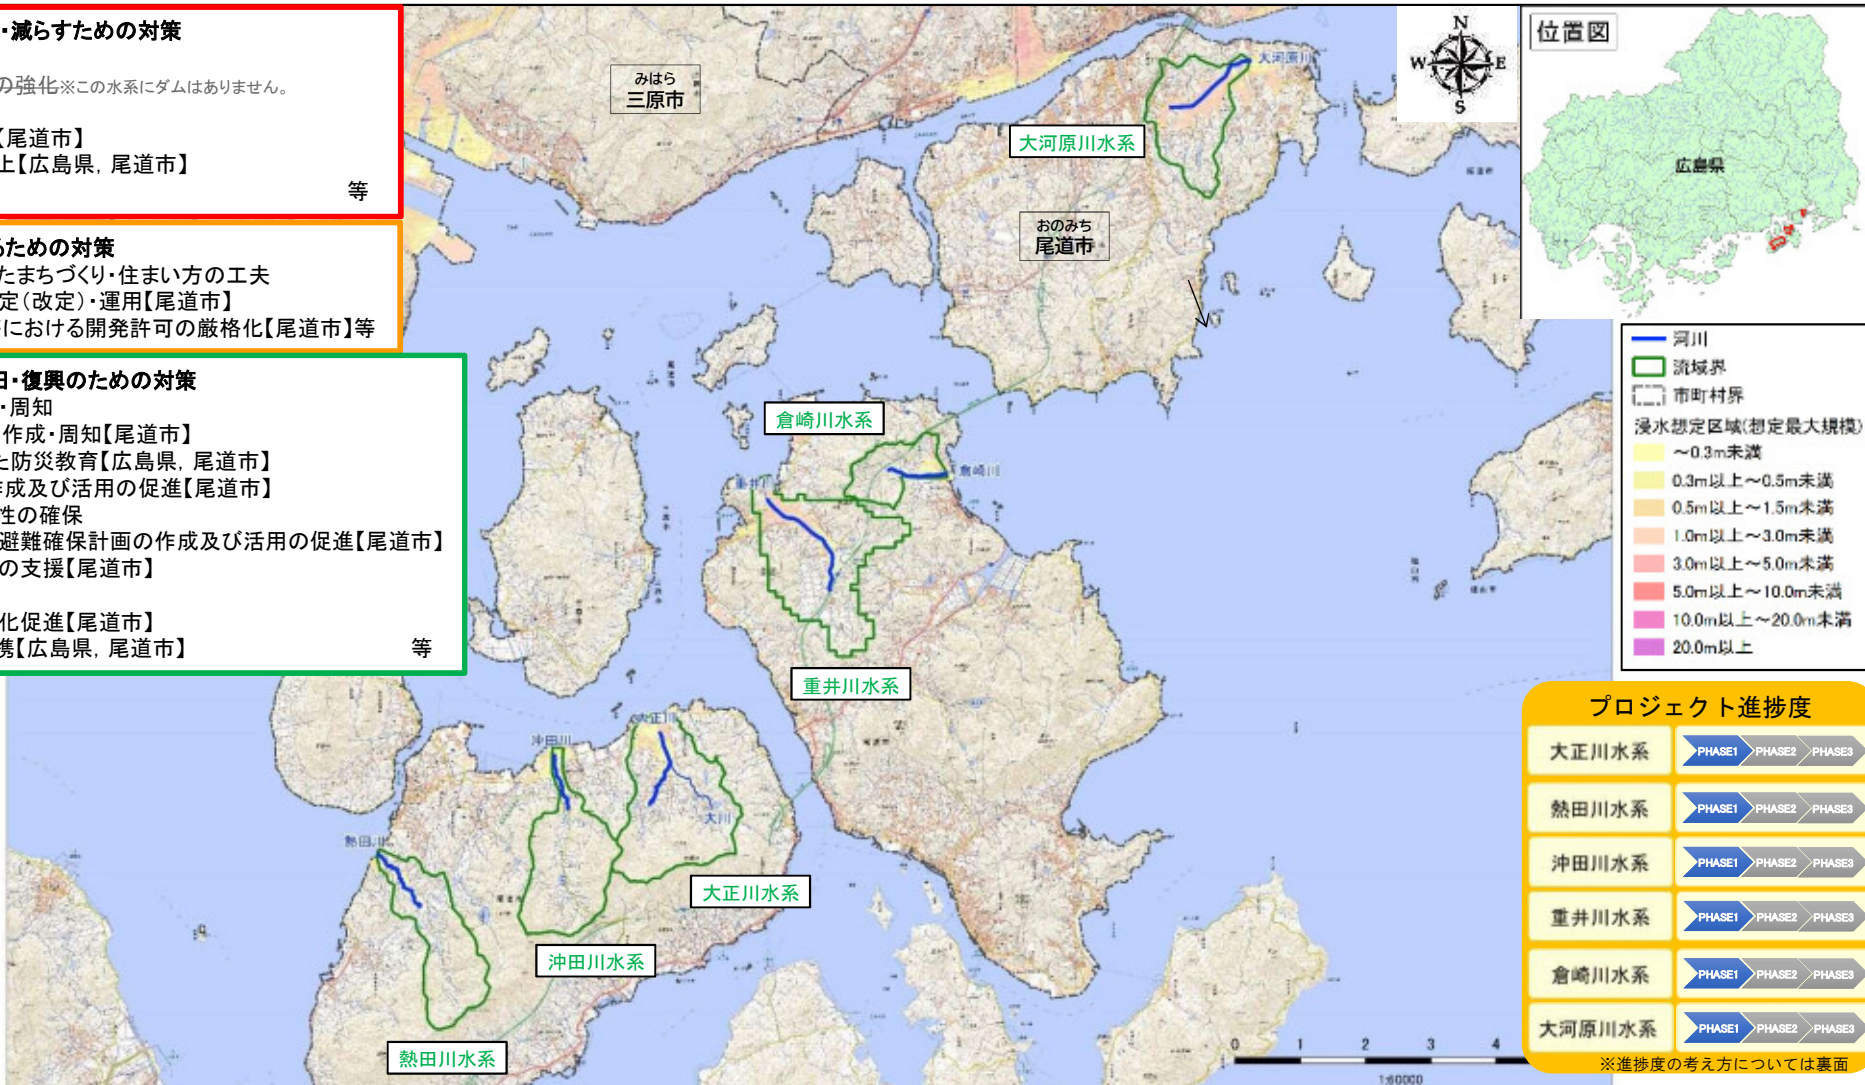 ・減らすための対策
の強化※この水系にダムはありません。
【尾道市】
上【広島県，尾道市】
等
るための対策
たまちづくり・住まい方の工夫
定（改定）・運用【尾道市】
における開発許可の厳格化【尾道市】等
旧・復興のための対策
・周知
作成・周知【尾道市】
た防災教育【広島県，尾道市】
作成及び活用の促進【尾道市】
性の確保
避難確保計画の作成及び活用の促進【尾道市】
の支援【尾道市】
化促進【尾道市】
携【広島県，尾道市】
等
みはら
三原市
おのみち
尾道市
大河原川
大河原川水系
倉崎川水系
倉崎川
重井川
重井川水系
大正川
大川
大正川水系
沖田川
沖田川水系
熱田川
熱田川水系
N
W E
S
位置図
広島県
河川
流域界
市町村界
浸水想定区域(想定最大規模)
～0.3m未満
0.3m以上～0.5m未満
0.5m以上～1.5m未満
1.0m以上～3.0m未満
3.0m以上～5.0m未満
5.0m以上～10.0m未満
10.0m以上～20.0m未満
20.0m以上
プロジェクト進捗度
大正川水系 PHASE1 PHASE2 PHASE3
熱田川水系 PHASE1 PHASE2 PHASE3
沖田川水系 PHASE1 PHASE2 PHASE3
重井川水系 PHASE1 PHASE2 PHASE3
倉崎川水系 PHASE1 PHASE2 PHASE3
大河原川水系 PHASE1 PHASE2 PHASE3
※進捗度の考え方については裏面
0 1 2 3 4
1:60000